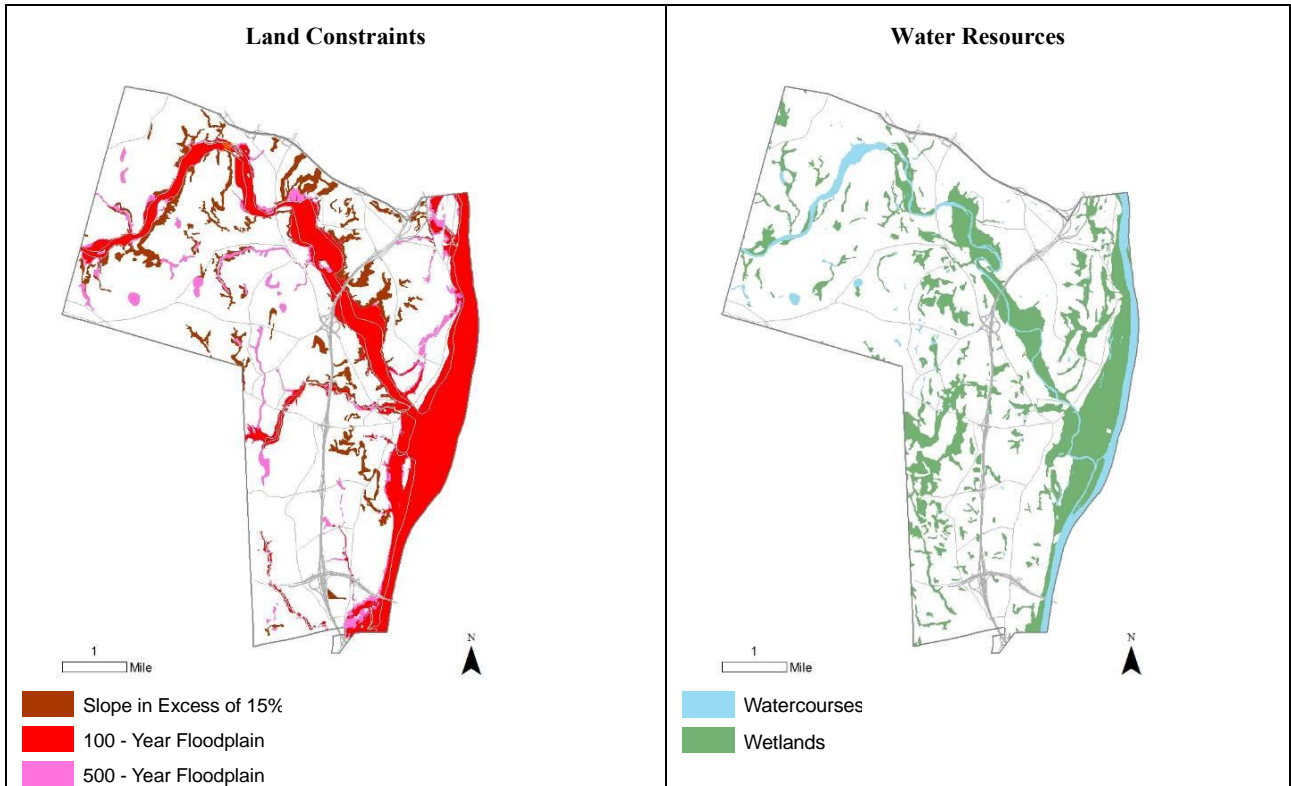 Land Constraints
N
1
Mile
Slope in Excess of 15%
100 - Year Floodplain
500 - Year Floodplain
Water Resources
N
1
Mile
Watercourses
Wetlands